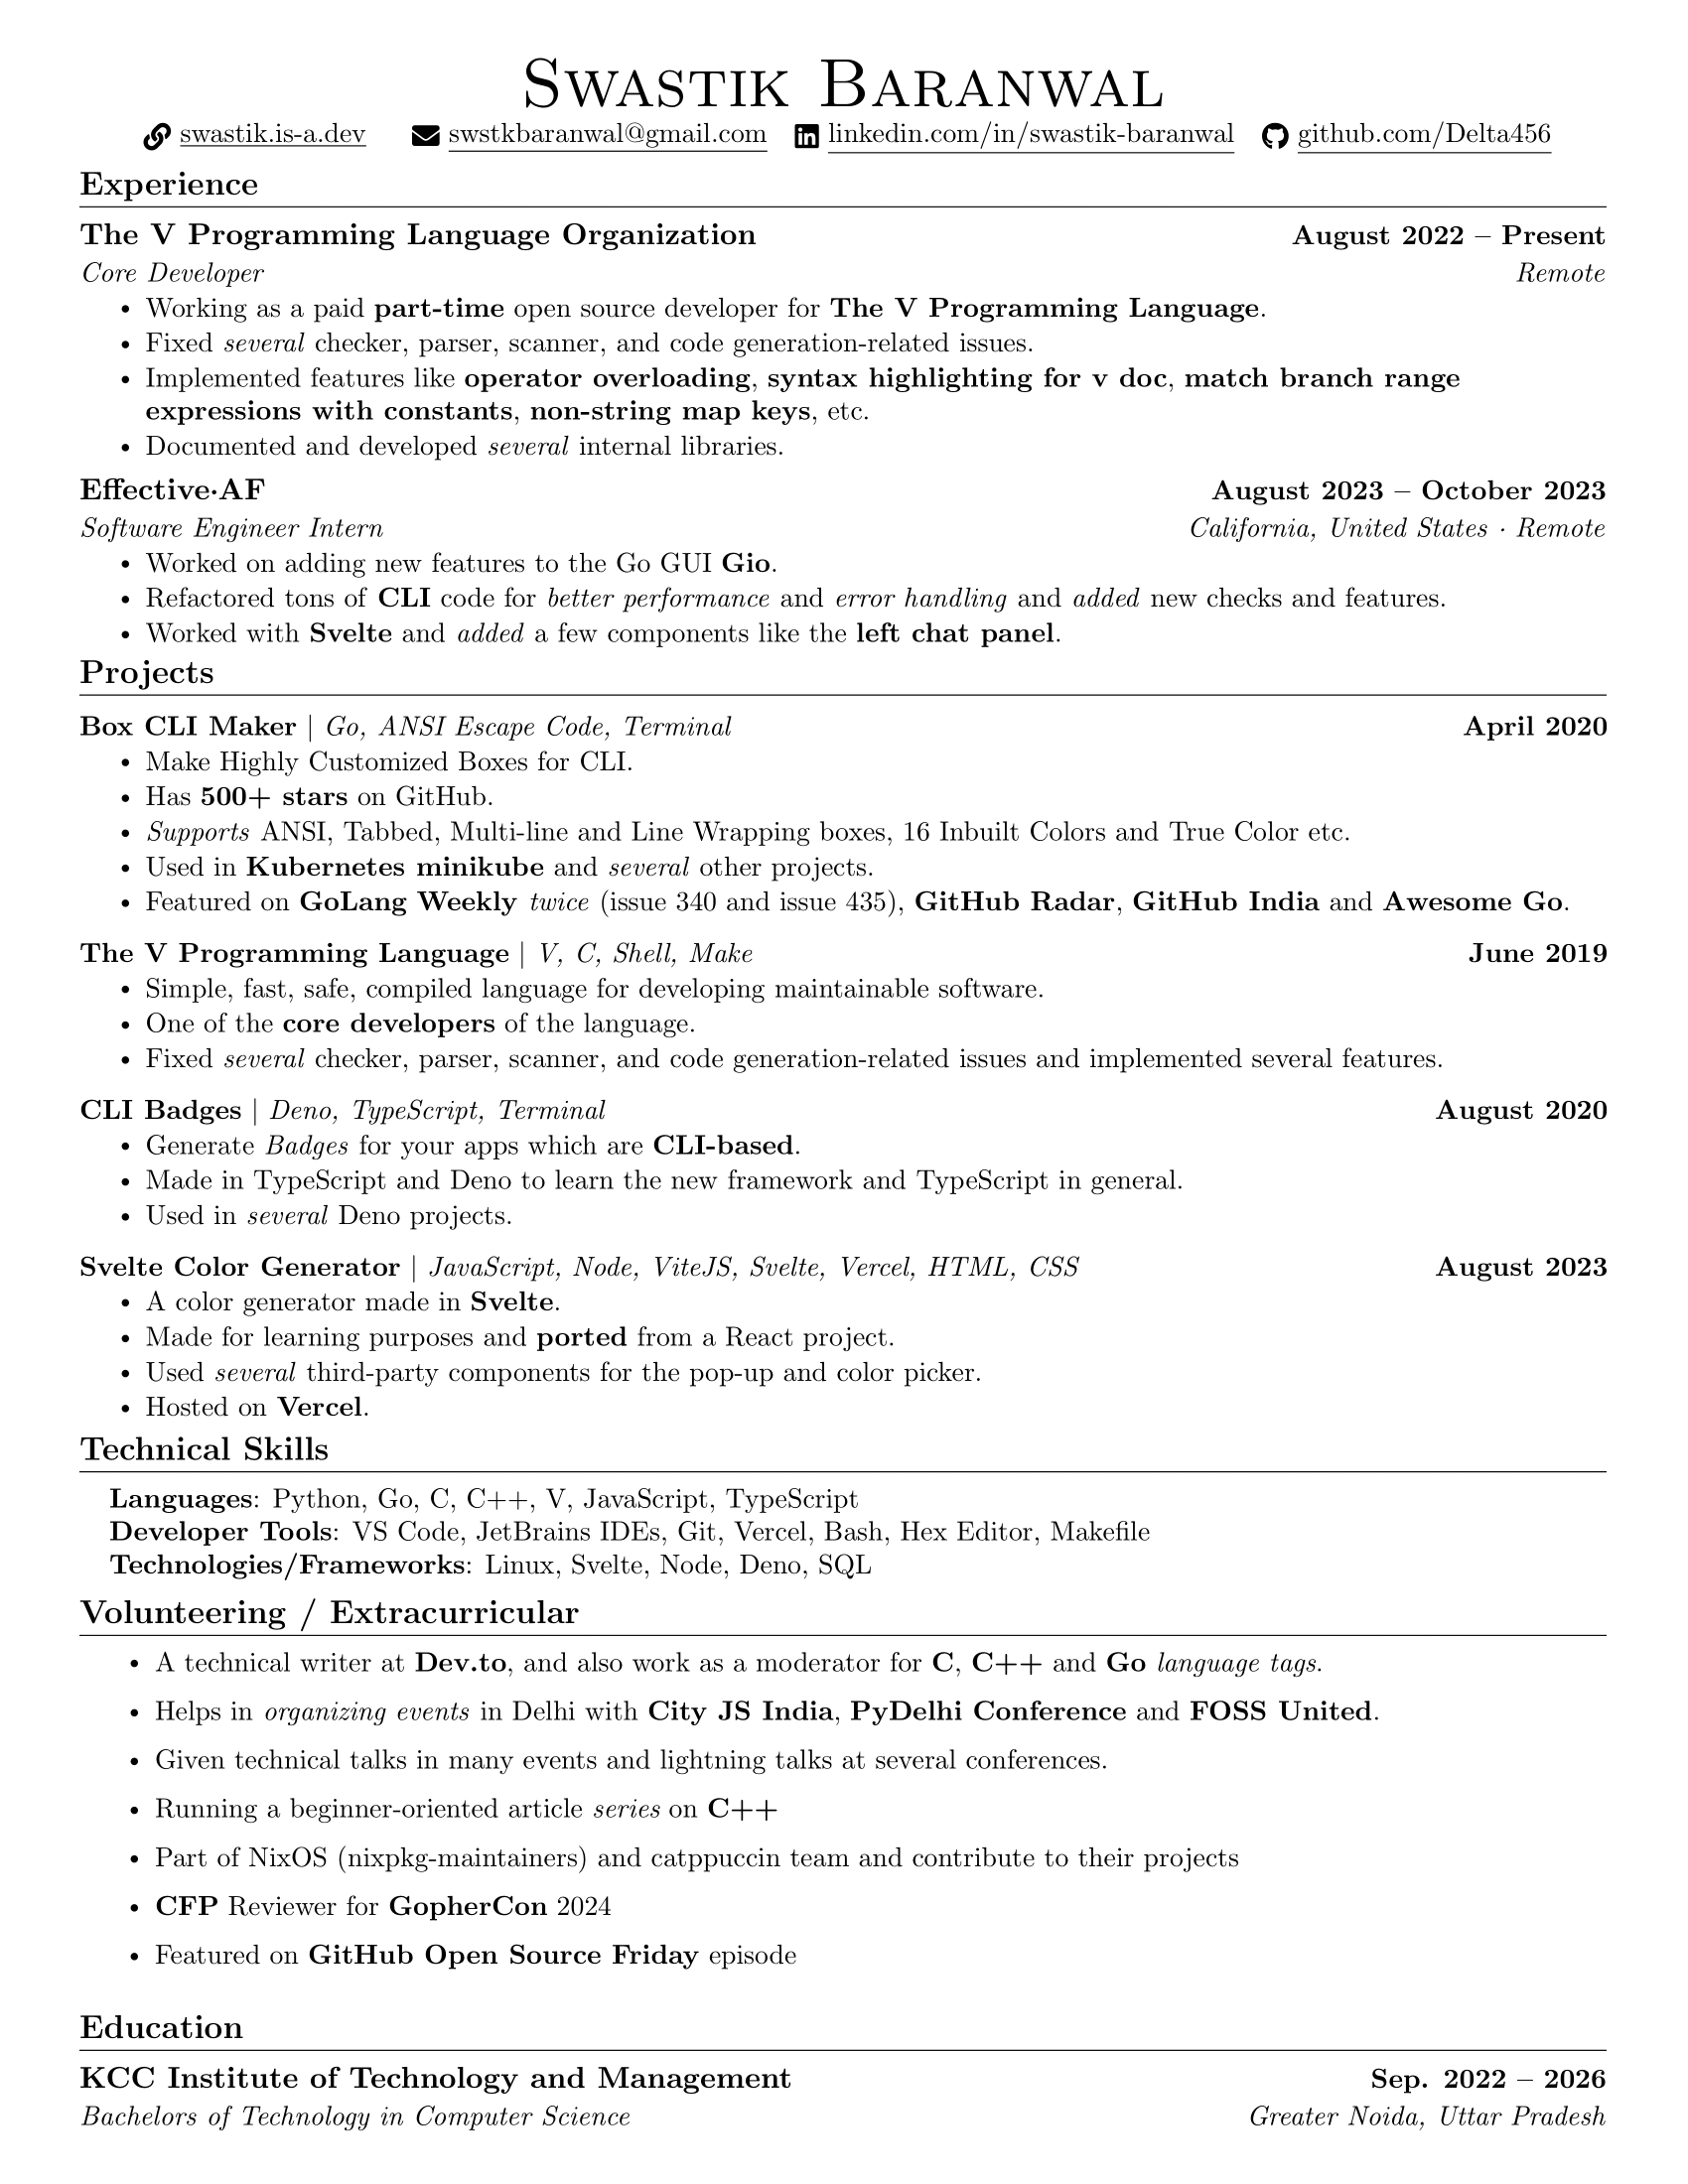 Swastik Baranwal
swastik.is-a.dev swstkbaranwal@gmail.com linkedin.com/in/swastik-baranwal github.com/Delta456
Experience
The V Programming Language Organization August 2022 – Present
Core Developer Remote
• Working as a paid part-time open source developer for The V Programming Language.
• Fixed several checker, parser, scanner, and code generation-related issues.
• Implemented features like operator overloading, syntax highlighting for v doc, match branch range
expressions with constants, non-string map keys, etc.
• Documented and developed several internal libraries.
Effective·AF August 2023 – October 2023
Software Engineer Intern California, United States · Remote
• Worked on adding new features to the Go GUI Gio.
• Refactored tons of CLI code for better performance and error handling and added new checks and features.
• Worked with Svelte and added a few components like the left chat panel.
Projects
Box CLI Maker | Go, ANSI Escape Code, Terminal April 2020
• Make Highly Customized Boxes for CLI.
• Has 500+ stars on GitHub.
• Supports ANSI, Tabbed, Multi-line and Line Wrapping boxes, 16 Inbuilt Colors and True Color etc.
• Used in Kubernetes minikube and several other projects.
• Featured on GoLang Weekly twice (issue 340 and issue 435), GitHub Radar, GitHub India and Awesome Go.
The V Programming Language | V, C, Shell, Make June 2019
• Simple, fast, safe, compiled language for developing maintainable software.
• One of the core developers of the language.
• Fixed several checker, parser, scanner, and code generation-related issues and implemented several features.
CLI Badges | Deno, TypeScript, Terminal August 2020
• Generate Badges for your apps which are CLI-based.
• Made in TypeScript and Deno to learn the new framework and TypeScript in general.
• Used in several Deno projects.
Svelte Color Generator | JavaScript, Node, ViteJS, Svelte, Vercel, HTML, CSS August 2023
• A color generator made in Svelte.
• Made for learning purposes and ported from a React project.
• Used several third-party components for the pop-up and color picker.
• Hosted on Vercel.
Technical Skills
Languages: Python, Go, C, C++, V, JavaScript, TypeScript
Developer Tools: VS Code, JetBrains IDEs, Git, Vercel, Bash, Hex Editor, Makefile
Technologies/Frameworks: Linux, Svelte, Node, Deno, SQL
Volunteering / Extracurricular
• A technical writer at Dev.to, and also work as a moderator for C, C++ and Go language tags.
• Helps in organizing events in Delhi with City JS India, PyDelhi Conference and FOSS United.
• Given technical talks in many events and lightning talks at several conferences.
• Running a beginner-oriented article series on C++
• Part of NixOS (nixpkg-maintainers) and catppuccin team and contribute to their projects
• CFP Reviewer for GopherCon 2024
• Featured on GitHub Open Source Friday episode
Education
KCC Institute of Technology and Management Sep. 2022 – 2026
Bachelors of Technology in Computer Science Greater Noida, Uttar Pradesh